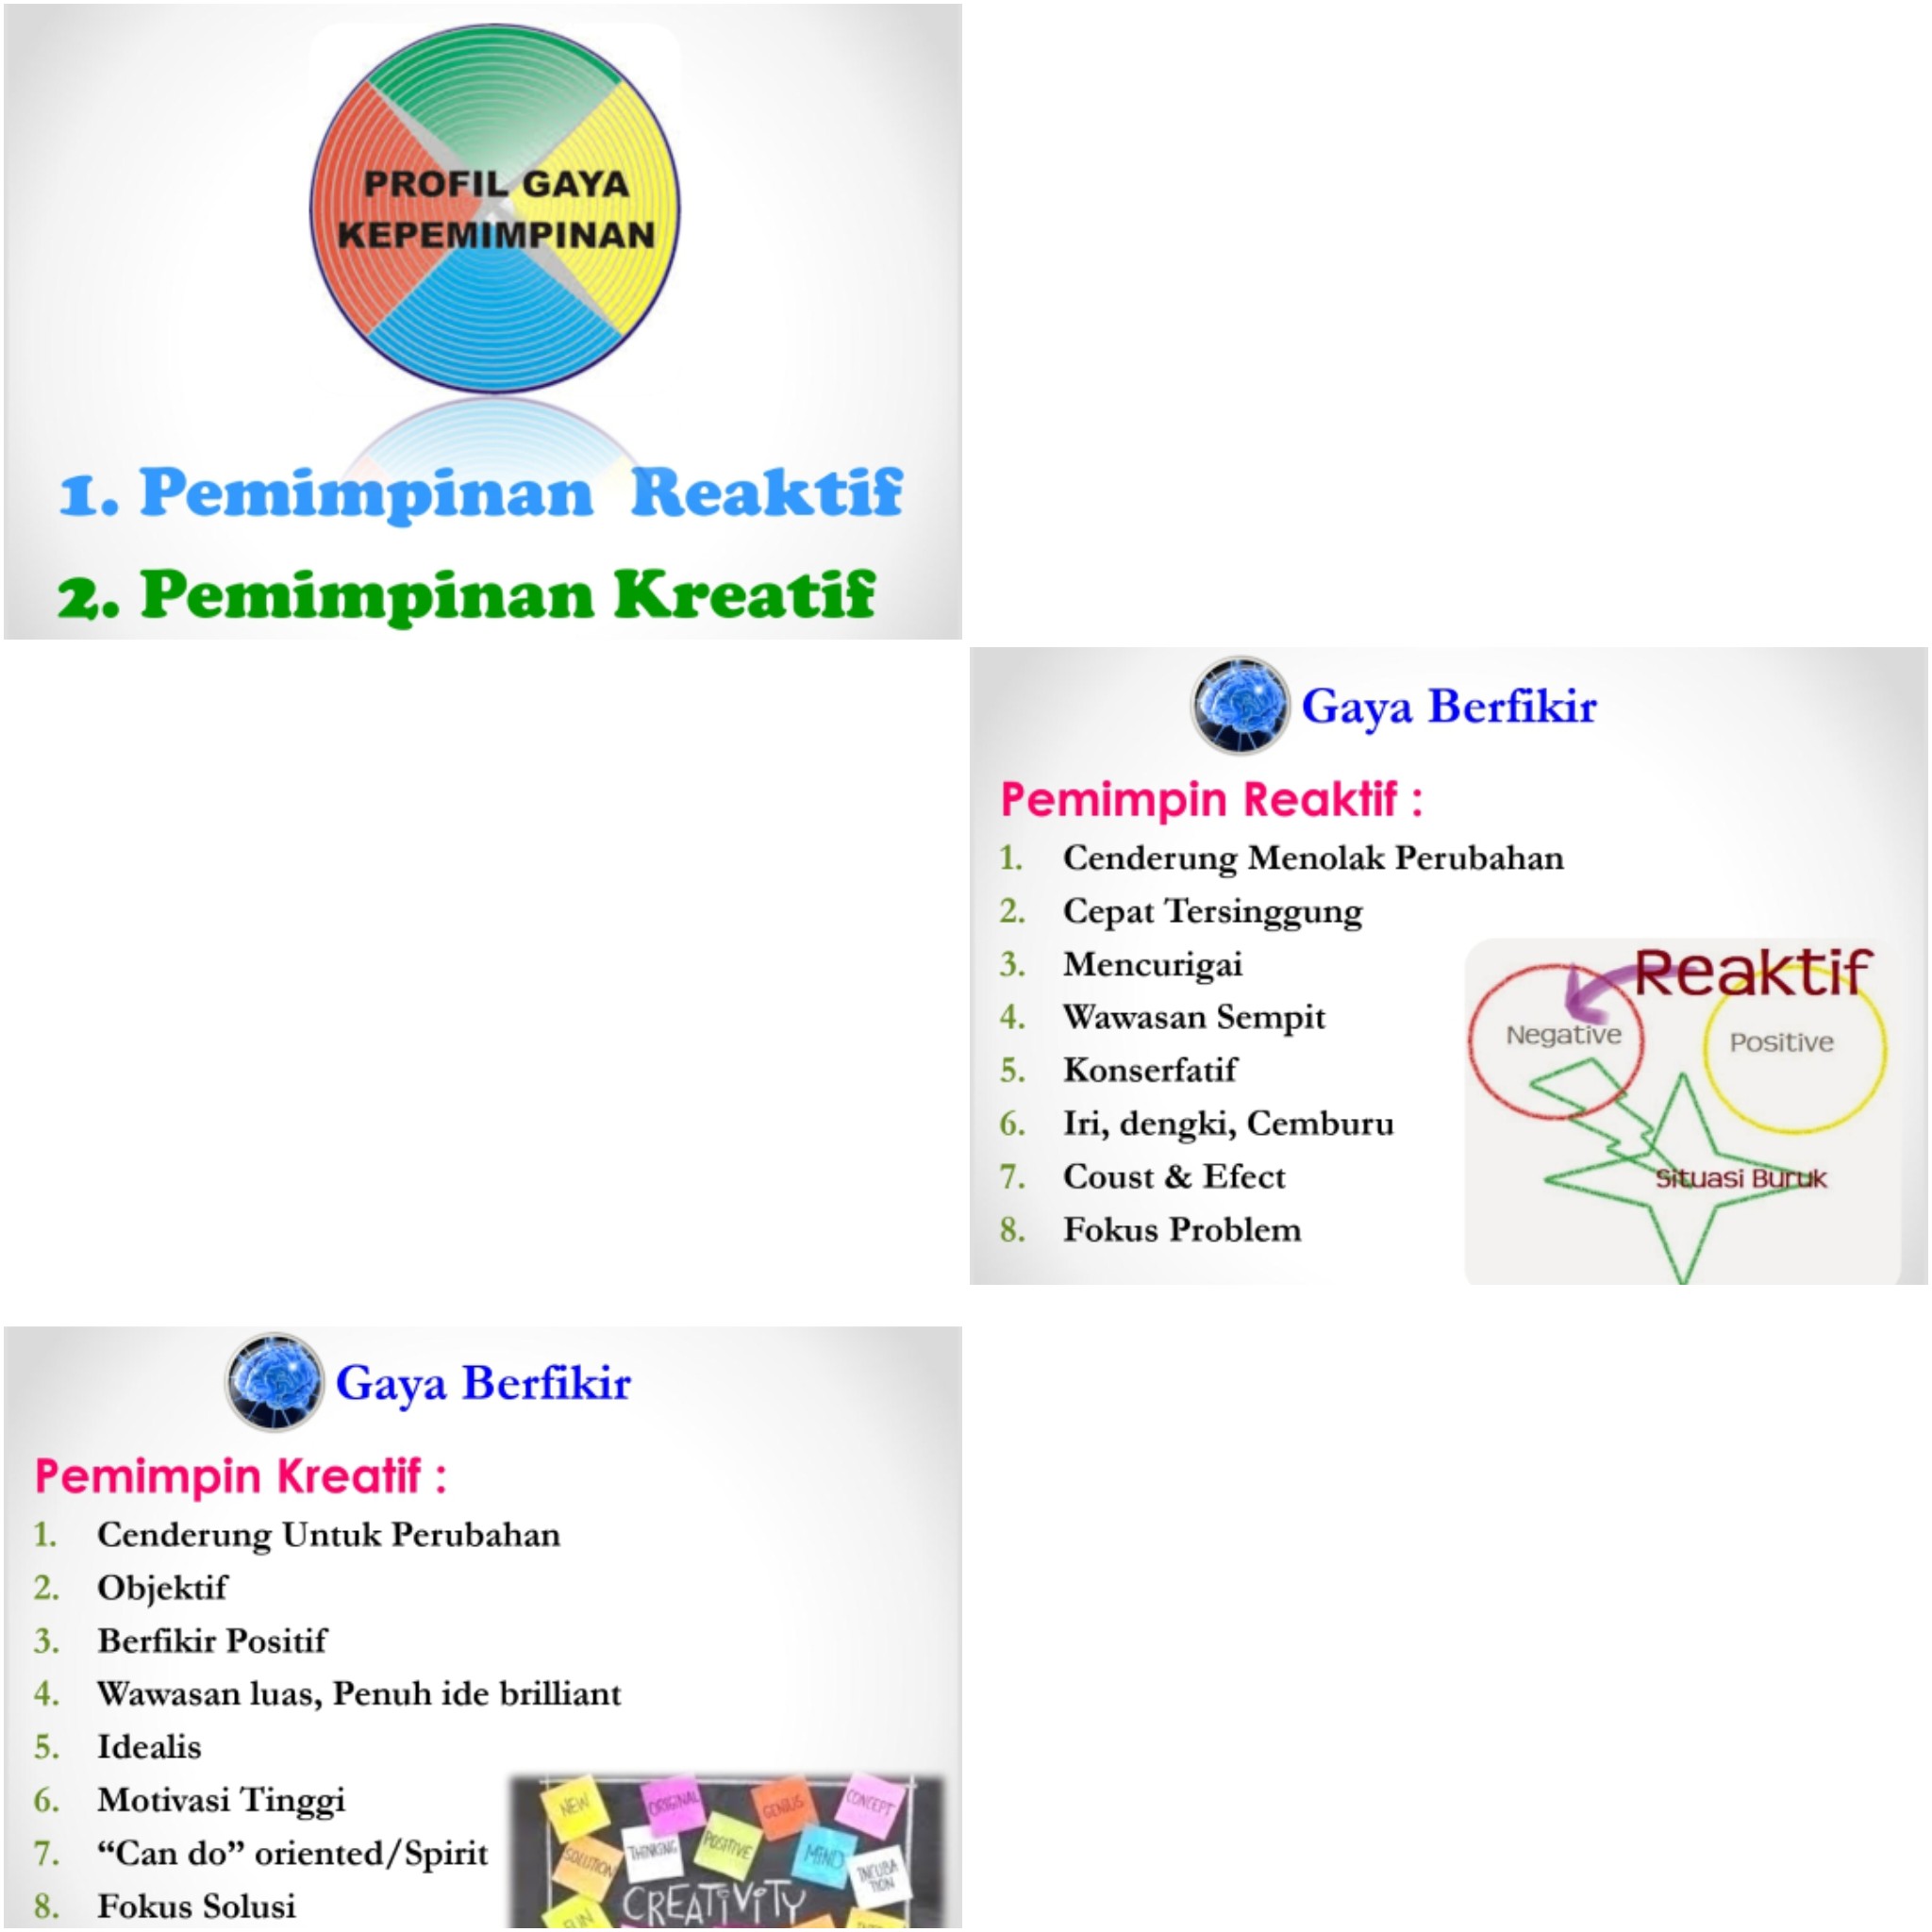 PROFIL GAYA
KEPEMIMPINAN
1. Pemimpinan Reaktif
2. Pemimpinan Kreatif
Gaya Berfikir
Pemimpin Reaktif :
1. Cenderung Menolak Perubahan
2. Cepat Tersinggung
3. Mencurigai
4. Wawasan Sempit
5. Konserfatif
6. Iri, dengki, Cemburu
7. Coust & Efect
8. Fokus Problem
Reaktif
Negative
Positive
Situasi Buruk
Gaya Berfikir
Pemimpin Kreatif :
1. Cenderung Untuk Perubahan
2. Objektif
3. Berfikir Positif
4. Wawasan luas, Penuh ide brilliant
5. Idealis
6. Motivasi Tinggi
7. “Can do” oriented/Spirit
8. Fokus Solusi
NEW
ORIGINAL
GENIUS
CONCEPT
SOLUTION
THINKING
POSITIVE
MIND
INCUBA
TION
CREATIVITY
FUN